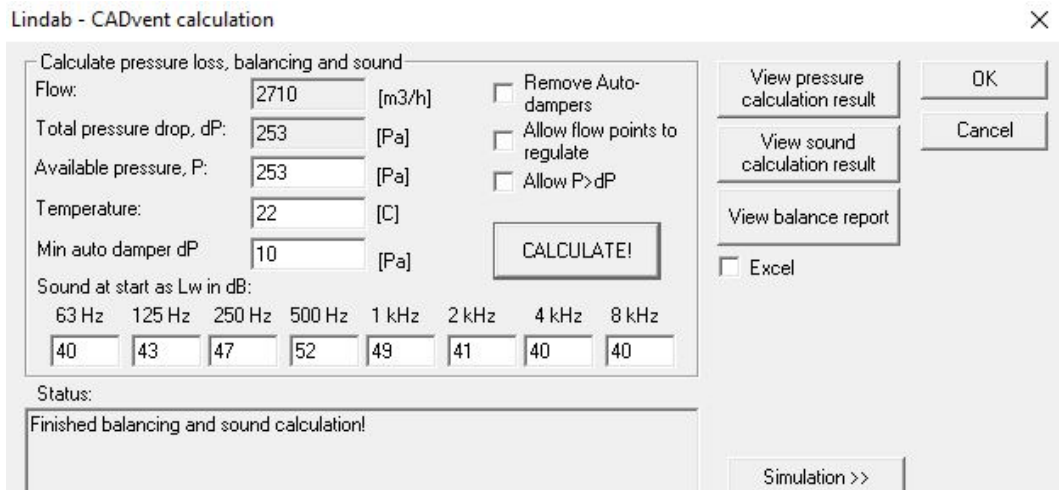 Lindab - CADvent calculation
Calculate pressure loss, balancing and sound
Flow: 2710 [m3/h]
Total pressure drop, dP: 253 [Pa]
Available pressure, P: 253 [Pa]
Temperature: 22 [C]
Min auto damper dP 10 [Pa]
Remove Auto-
dampers
Allow flow points to
regulate
Allow P>dP
CALCULATE!
Sound at start as Lw in dB:
63 Hz 125 Hz 250 Hz 500 Hz 1 kHz 2 kHz 4 kHz 8 kHz
40 43 47 52 49 41 40 40
View pressure
calculation result
View sound
calculation result
View balance report
Excel
OK
Cancel
Status:
Finished balancing and sound calculation!
Simulation >>